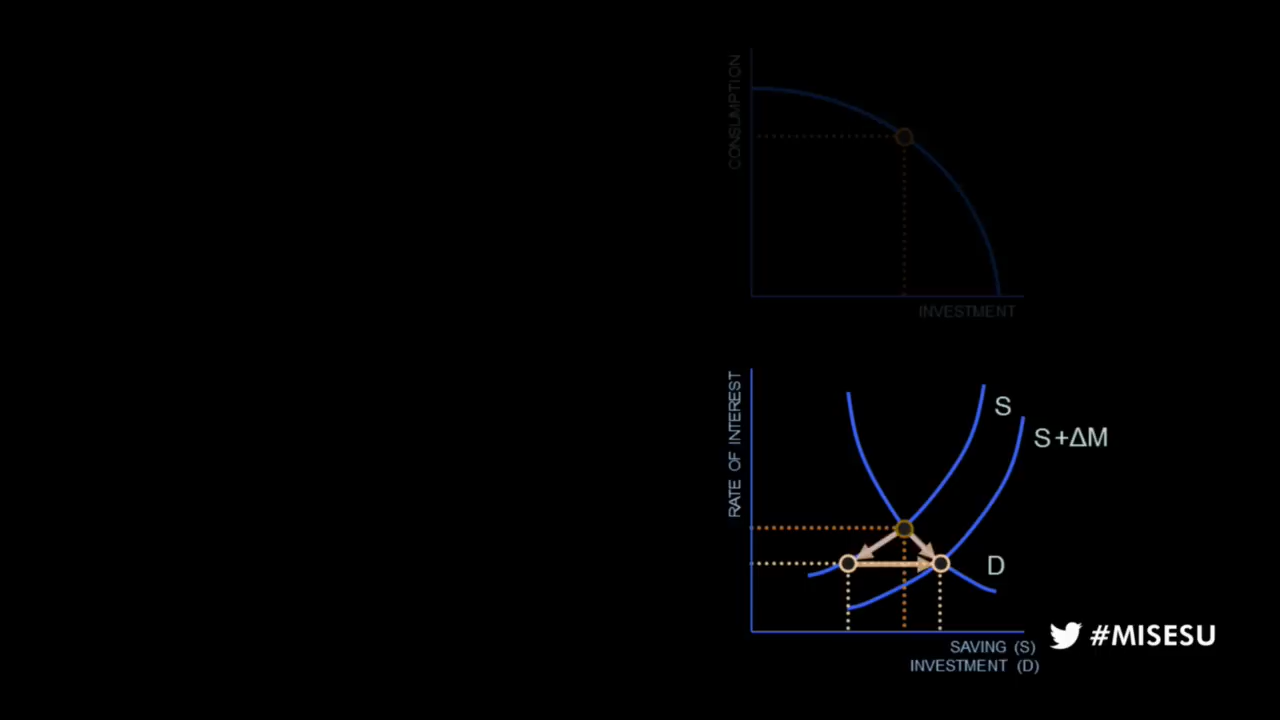 CONSUMPTION
INVESTMENT
RATE OF INTEREST
S
S+ΔM
D
SAVING (S)
INVESTMENT (D)
#MISESU